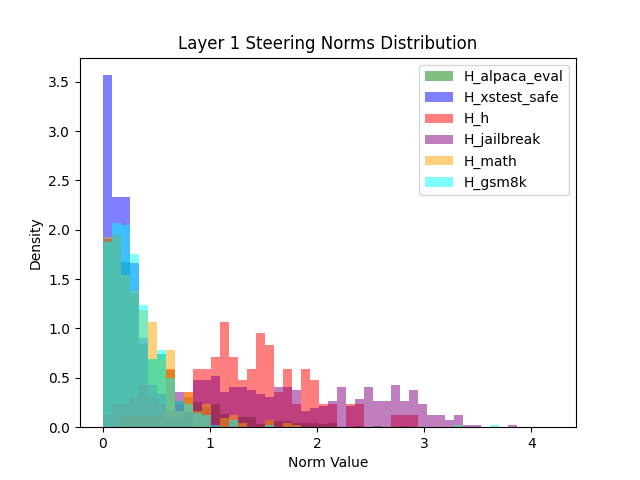 Layer 1 Steering Norms Distribution
H_alpaca_eval
H_xstest_safe
H_h
H_jailbreak
H_math
H_gsm8k
Density
3.5
3.0
2.5
2.0
1.5
1.0
0.5
0.0
0
1
2
3
4
Norm Value